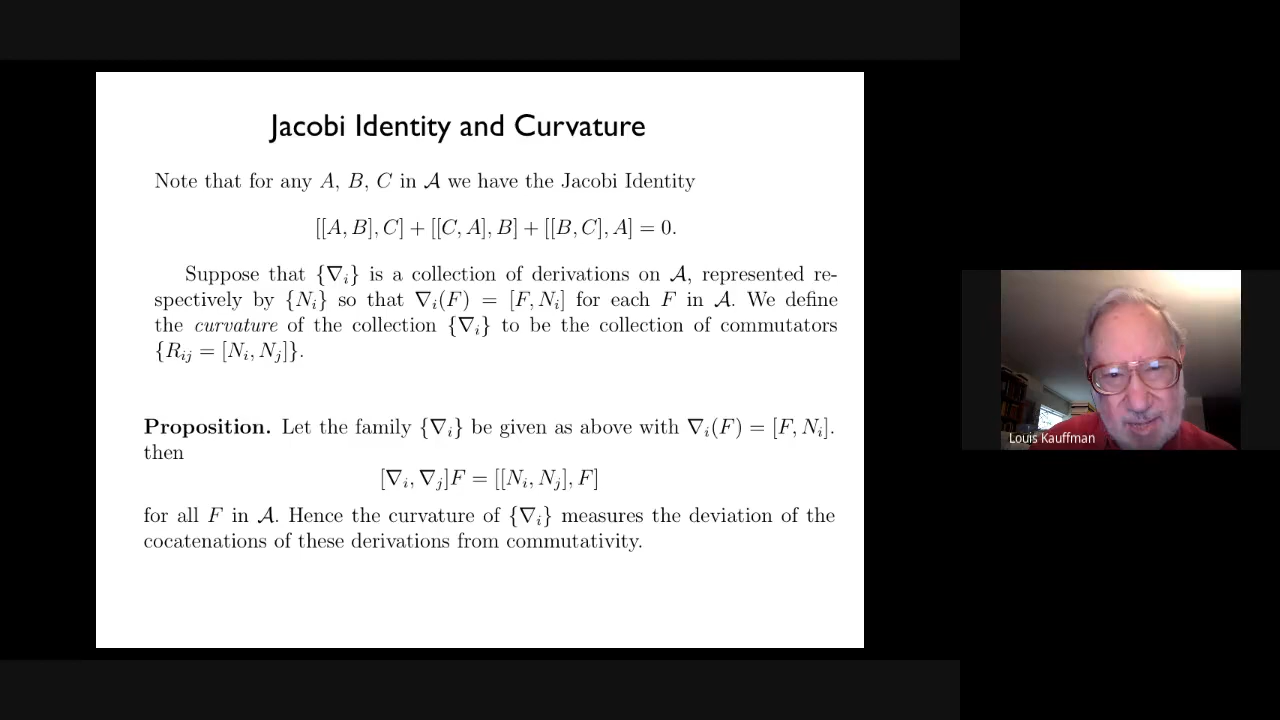 Jacobi Identity and Curvature
Note that for any A, B, C in 𝒜 we have the Jacobi Identity
[[A, B], C] + [[C, A], B] + [[B, C], A] = 0.
Suppose that {∇ᵢ} is a collection of derivations on 𝒜, represented re-
spectively by {Nᵢ} so that ∇ᵢ(F) = [F, Nᵢ] for each F in 𝒜. We define
the curvature of the collection {∇ᵢ} to be the collection of commutators
{Rᵢⱼ = [Nᵢ, Nⱼ]}.
Proposition. Let the family {∇ᵢ} be given as above with ∇ᵢ(F) = [F, Nᵢ].
then
[∇ᵢ, ∇ⱼ]F = [[Nᵢ, Nⱼ], F]
for all F in 𝒜. Hence the curvature of {∇ᵢ} measures the deviation of the
cocatenations of these derivations from commutativity.
Louis Kauffman